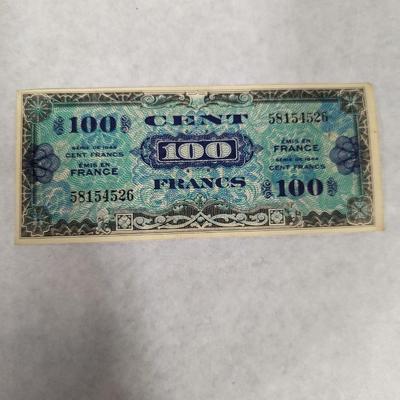 100 CENT 58154526
SÉRIE DE 1944 ÉMIS EN
CENT FRANCS 100 FRANCE
ÉMIS EN SÉRIE DE 1944
FRANCE CENT FRANCS
58154526 FRANCS 100